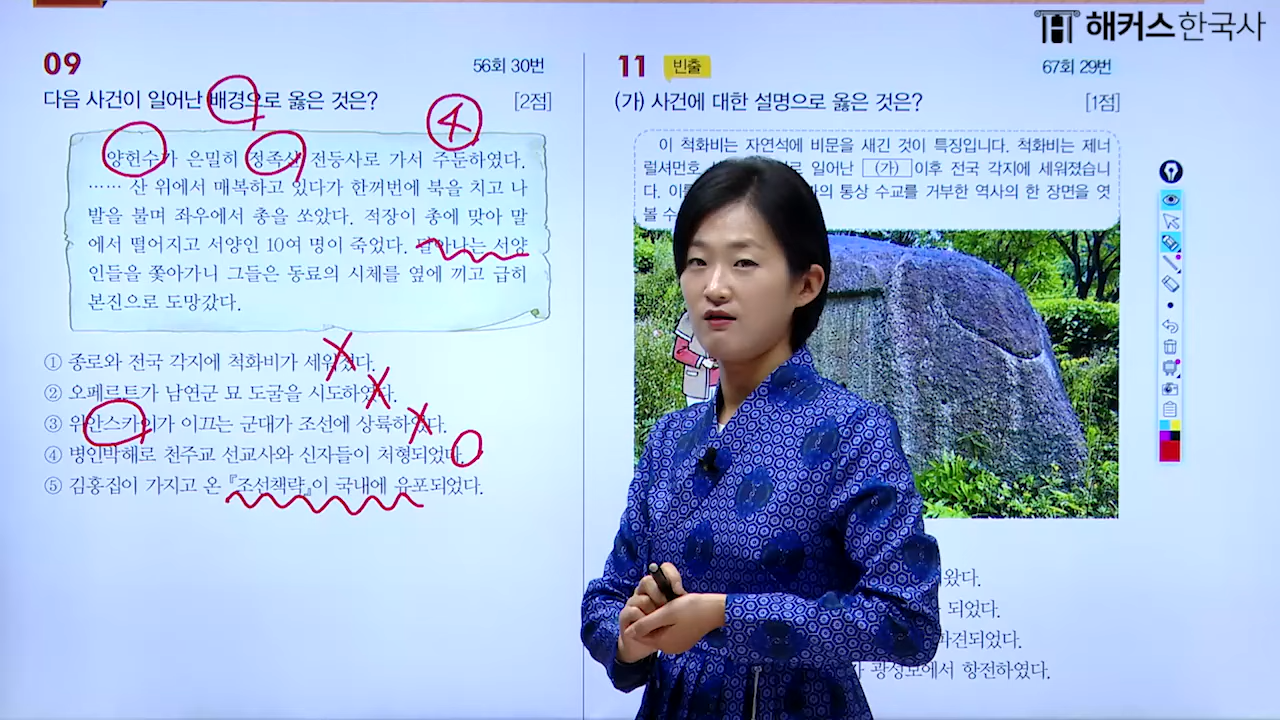 해커스한국사
09
56회 30번
다음 사건이 일어난 배경으로 옳은 것은?
[2점]
④
양헌수가 은밀히 정족산 전등사로 가서 주둔하였다.
…… 산 위에서 매복하고 있다가 한꺼번에 북을 치고 나
발을 불며 좌우에서 총을 쏘았다. 적장이 총에 맞아 말
에서 떨어지고 서양인 10여 명이 죽었다. 달아나는 서양
인들을 쫓아가니 그들은 동료의 시체를 옆에 끼고 급히
본진으로 도망갔다.
① 종로와 전국 각지에 척화비가 세워졌다.
② 오페르트가 남연군 묘 도굴을 시도하였다.
③ 위안스카이가 이끄는 군대가 조선에 상륙하였다.
④ 병인박해로 천주교 선교사와 신자들이 처형되었다.
⑤ 김홍집이 가지고 온 『조선책략』이 국내에 유포되었다.
11 빈출
67회 29번
(가) 사건에 대한 설명으로 옳은 것은?
[1점]
이 척화비는 자연석에 비문을 새긴 것이 특징입니다. 척화비는 제너
럴셔먼호 로 일어난 (가) 이후 전국 각지에 세워졌습니
다. 이를 의 통상 수교를 거부한 역사의 한 장면을 엿
볼 수
왔다.
되었다.
파견되었다.
광성보에서 항전하였다.